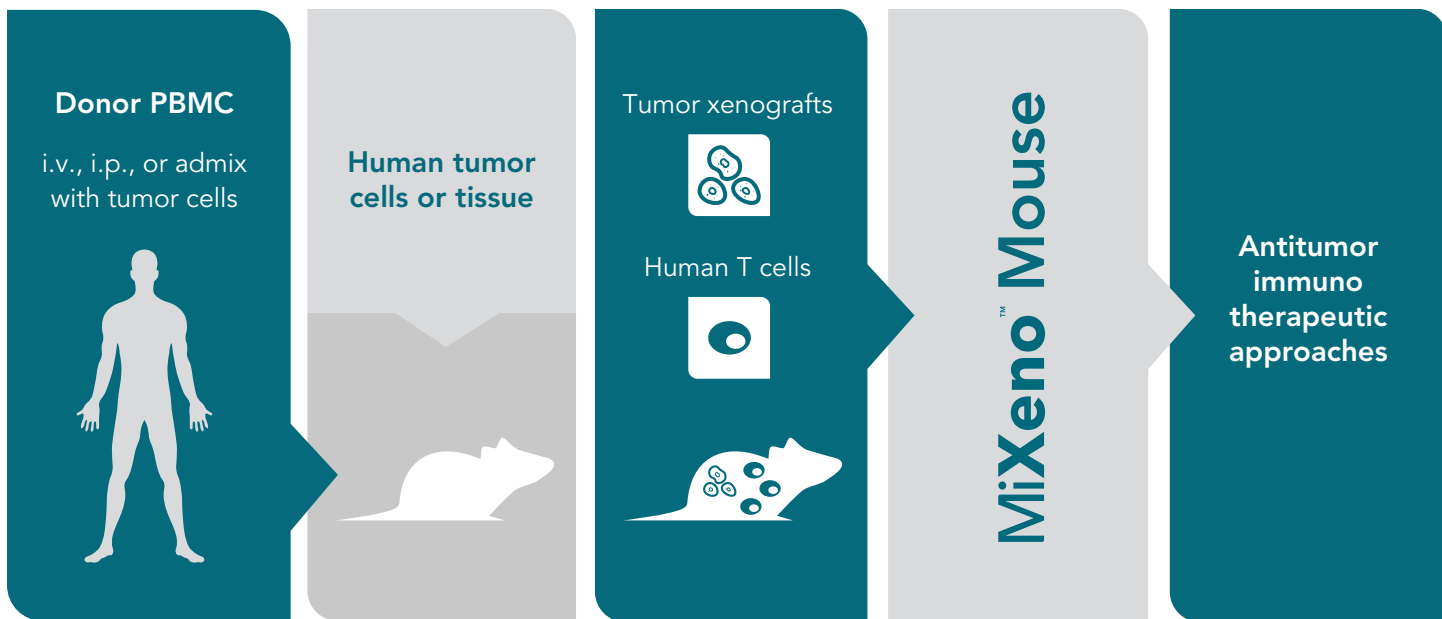 Donor PBMC
i.v., i.p., or admix
with tumor cells
Human tumor
cells or tissue
Tumor xenografts
Human T cells
MiXeno™ Mouse
Antitumor
immuno
therapeutic
approaches